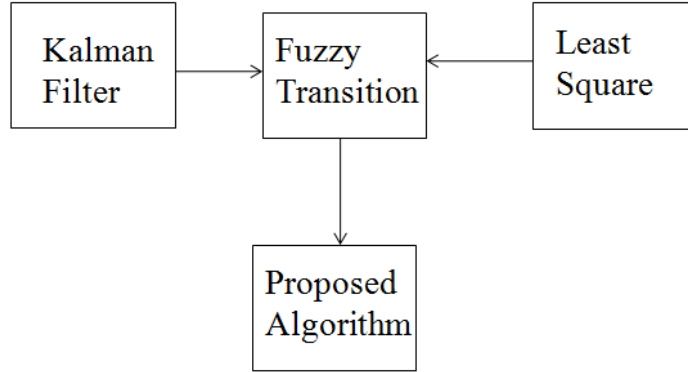 Kalman
Filter
Fuzzy
Transition
Least
Square
Proposed
Algorithm